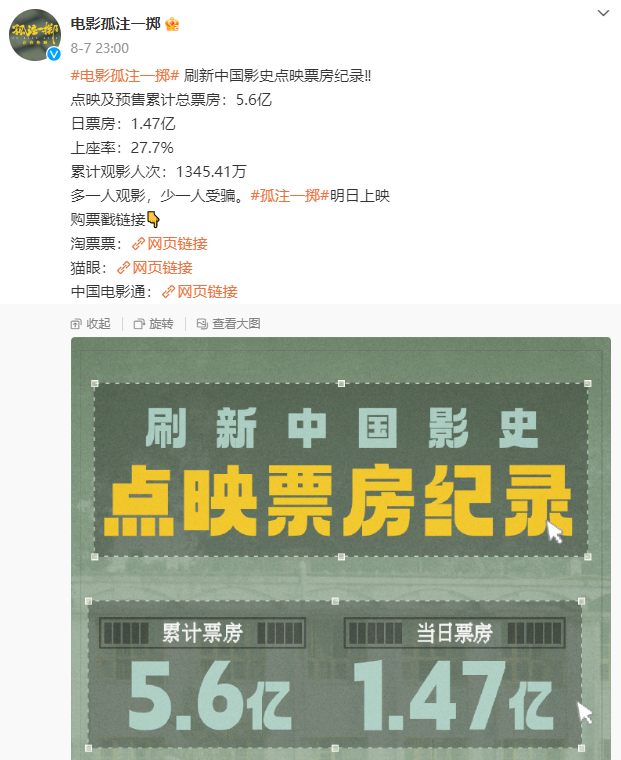 孤注一掷
电影孤注一掷
8-7 23:00
#电影孤注一掷# 刷新中国影史点映票房纪录!!
点映及预售累计总票房：5.6亿
日票房：1.47亿
上座率：27.7%
累计观影人次：1345.41万
多一人观影，少一人受骗。#孤注一掷#明日上映
购票戳链接👇
淘票票：网页链接
猫眼：网页链接
中国电影通：网页链接
收起 旋转 查看大图
刷新中国影史
点映票房纪录
累计票房 当日票房
5.6亿 1.47亿